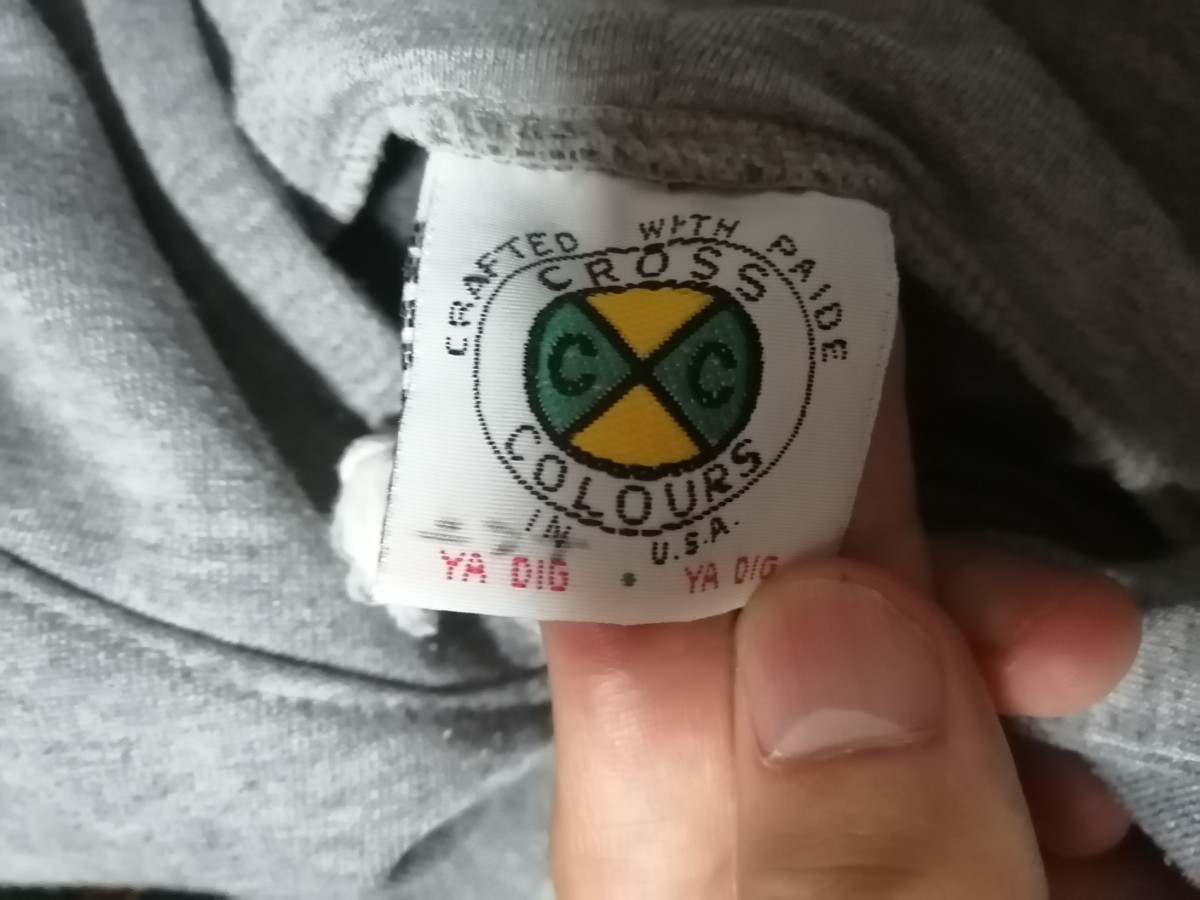 CRAFTED WITH PRIDE
CROSS
C C
COLOURS
IN U.S.A.
YA DIG • YA DIG